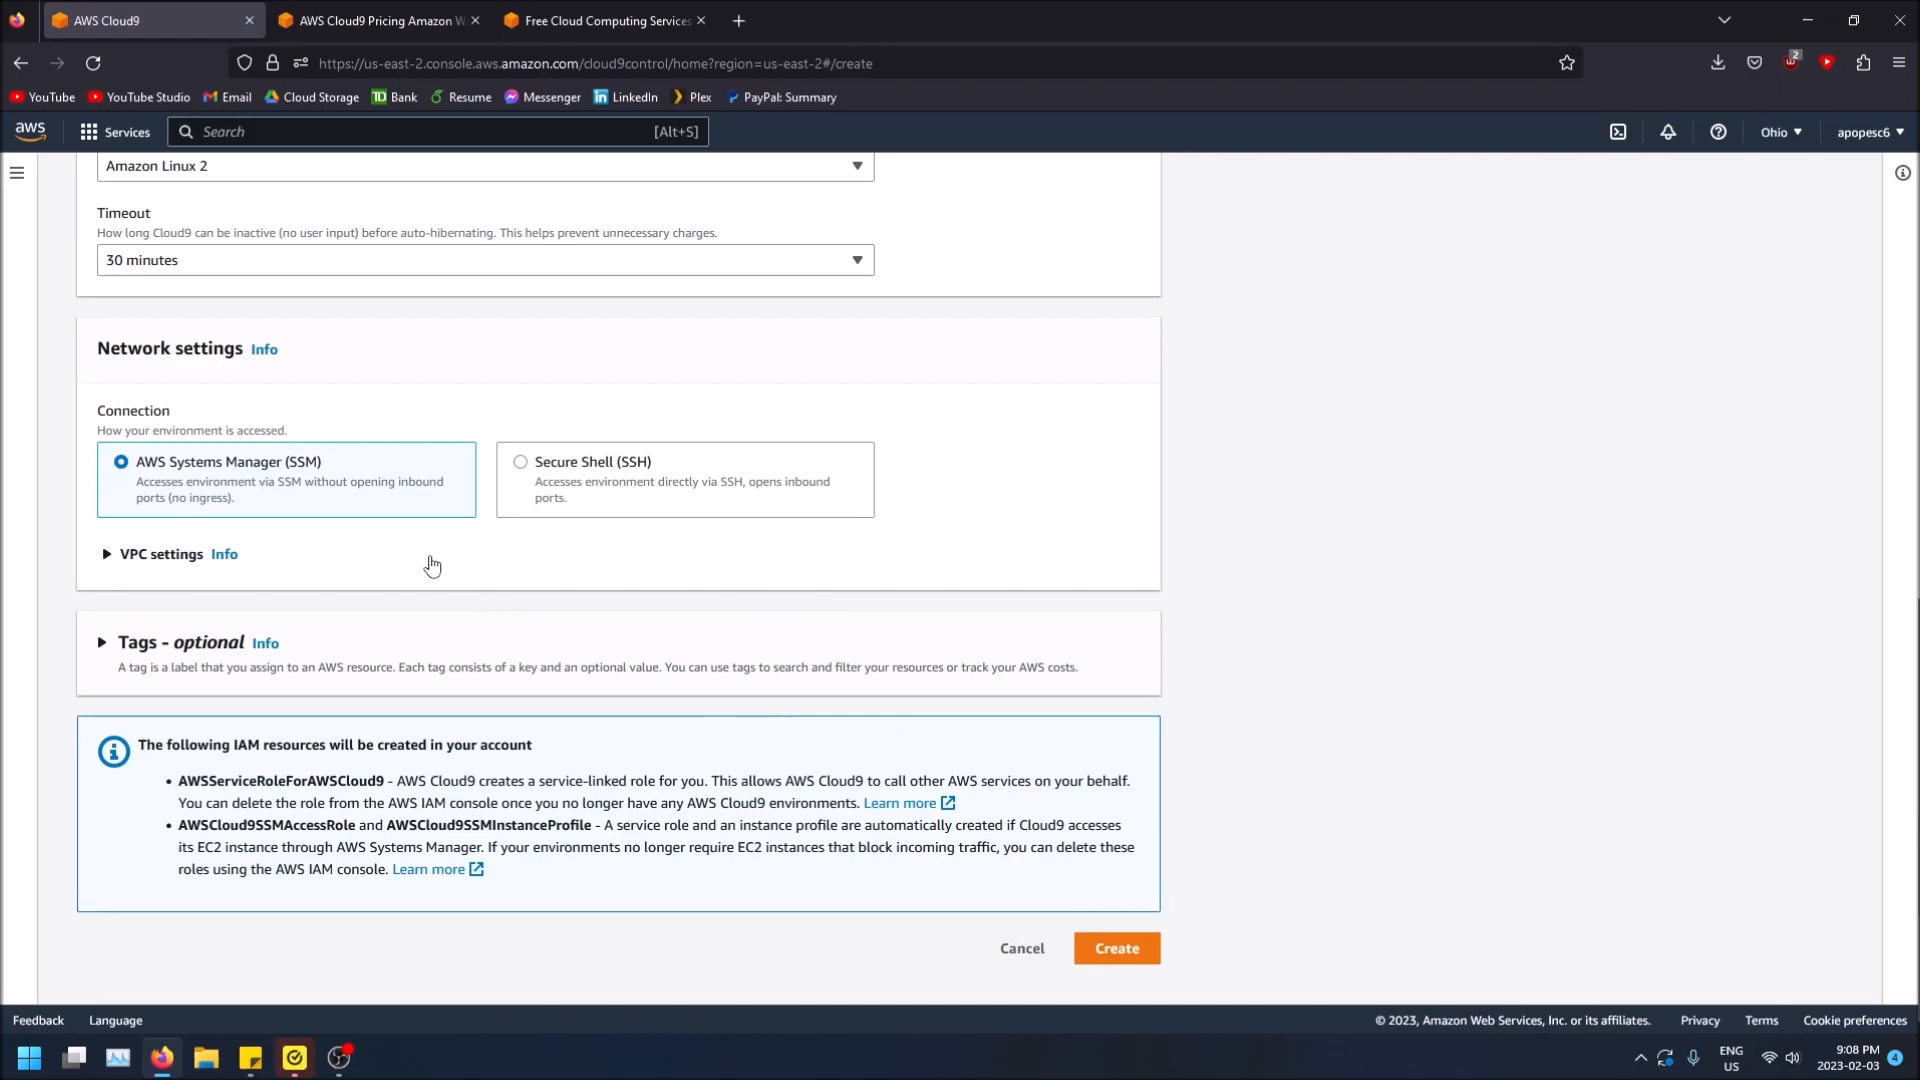 AWS Cloud9
AWS Cloud9 Pricing Amazon W
Free Cloud Computing Services
https://us-east-2.console.aws.amazon.com/cloud9control/home?region=us-east-2#/create
2
YouTube
YouTube Studio
Email
Cloud Storage
TD Bank
Resume
Messenger
LinkedIn
Plex
PayPal: Summary
aws
Services
Search
[Alt+S]
Ohio
apopesc6
Amazon Linux 2
Timeout
How long Cloud9 can be inactive (no user input) before auto-hibernating. This helps prevent unnecessary charges.
30 minutes
Network settings Info
Connection
How your environment is accessed.
AWS Systems Manager (SSM)
Accesses environment via SSM without opening inbound
ports (no ingress).
Secure Shell (SSH)
Accesses environment directly via SSH, opens inbound
ports.
VPC settings Info
Tags - optional Info
A tag is a label that you assign to an AWS resource. Each tag consists of a key and an optional value. You can use tags to search and filter your resources or track your AWS costs.
The following IAM resources will be created in your account
• AWSServiceRoleForAWSCloud9 - AWS Cloud9 creates a service-linked role for you. This allows AWS Cloud9 to call other AWS services on your behalf.
You can delete the role from the AWS IAM console once you no longer have any AWS Cloud9 environments. Learn more
• AWSCloud9SSMAccessRole and AWSCloud9SSMInstanceProfile - A service role and an instance profile are automatically created if Cloud9 accesses
its EC2 instance through AWS Systems Manager. If your environments no longer require EC2 instances that block incoming traffic, you can delete these
roles using the AWS IAM console. Learn more
Cancel
Create
Feedback
Language
© 2023, Amazon Web Services, Inc. or its affiliates.
Privacy
Terms
Cookie preferences
ENG
US
9:08 PM
2023-02-03
4